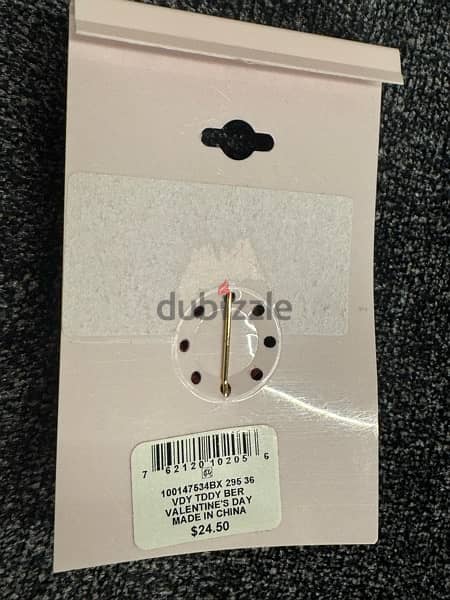 dubizzle
7 62120 10205 6
100147534BX 295 36
VDY TDDY BER
VALENTINE'S DAY
MADE IN CHINA
$24.50